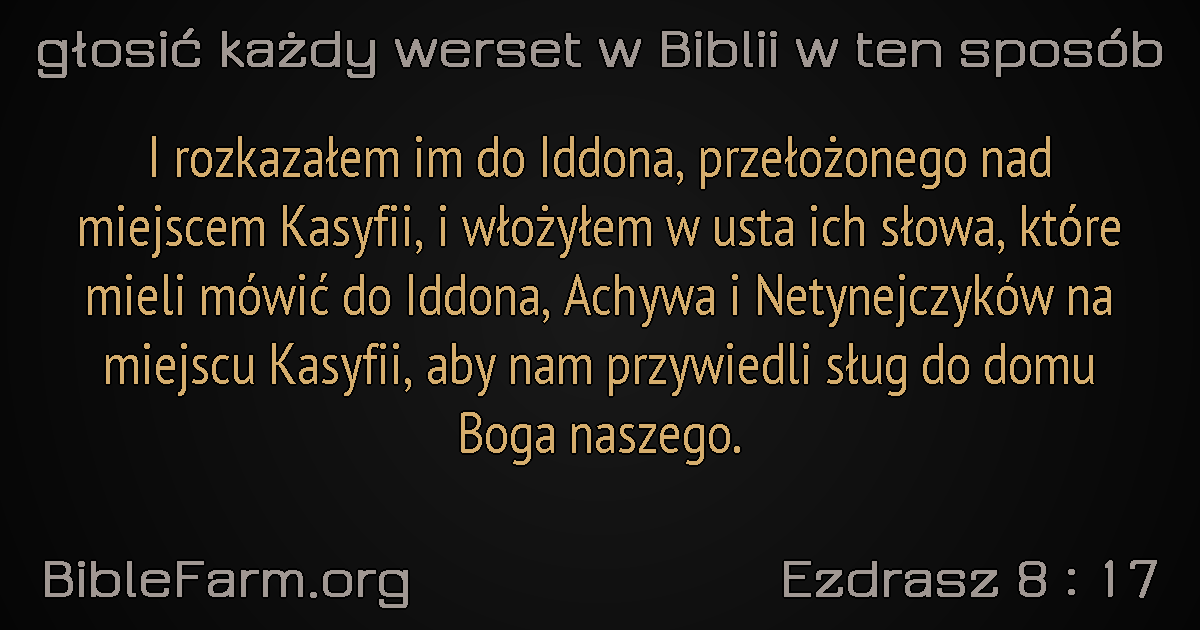 głosić każdy werset w Biblii w ten sposób
I rozkazałem im do Iddona, przełożonego nad
miejscem Kasyfii, i włożyłem w usta ich słowa, które
mieli mówić do Iddona, Achywa i Netynejczyków na
miejscu Kasyfii, aby nam przywiedli sług do domu
Boga naszego.
BibleFarm.org
Ezdrasz 8 : 17